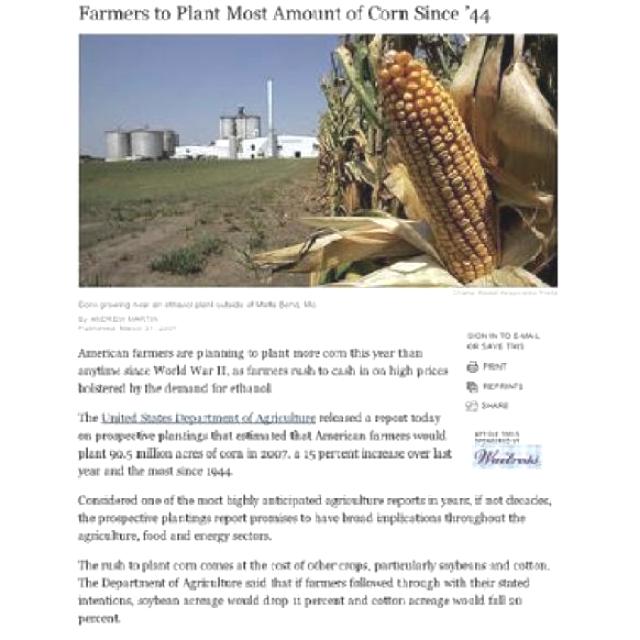 Farmers to Plant Most Amount of Corn Since '44
Corn growing near an ethanol plant outside of Malta Bend, Mo.
By ANDREW MARTIN
Published: March 31, 2007
SIGN IN TO E-MAIL
OR SAVE THIS
PRINT
REPRINTS
SHARE
ARTICLE TOOLS
SPONSORED BY
American farmers are planning to plant more corn this year than
anytime since World War II, as farmers rush to cash in on high prices
bolstered by the demand for ethanol
The United States Department of Agriculture released a report today
on prospective plantings that estimated that American farmers would
plant 90.5 million acres of corn in 2007, a 15 percent increase over last
year and the most since 1944.
Considered one of the most highly anticipated agriculture reports in years, if not decades,
the prospective plantings report promises to have broad implications throughout the
agriculture, food and energy sectors.
The rush to plant corn comes at the cost of other crops, particularly soybeans and cotton.
The Department of Agriculture said that if farmers followed through with their stated
intentions, soybean acreage would drop 11 percent and cotton acreage would fall 20
percent.